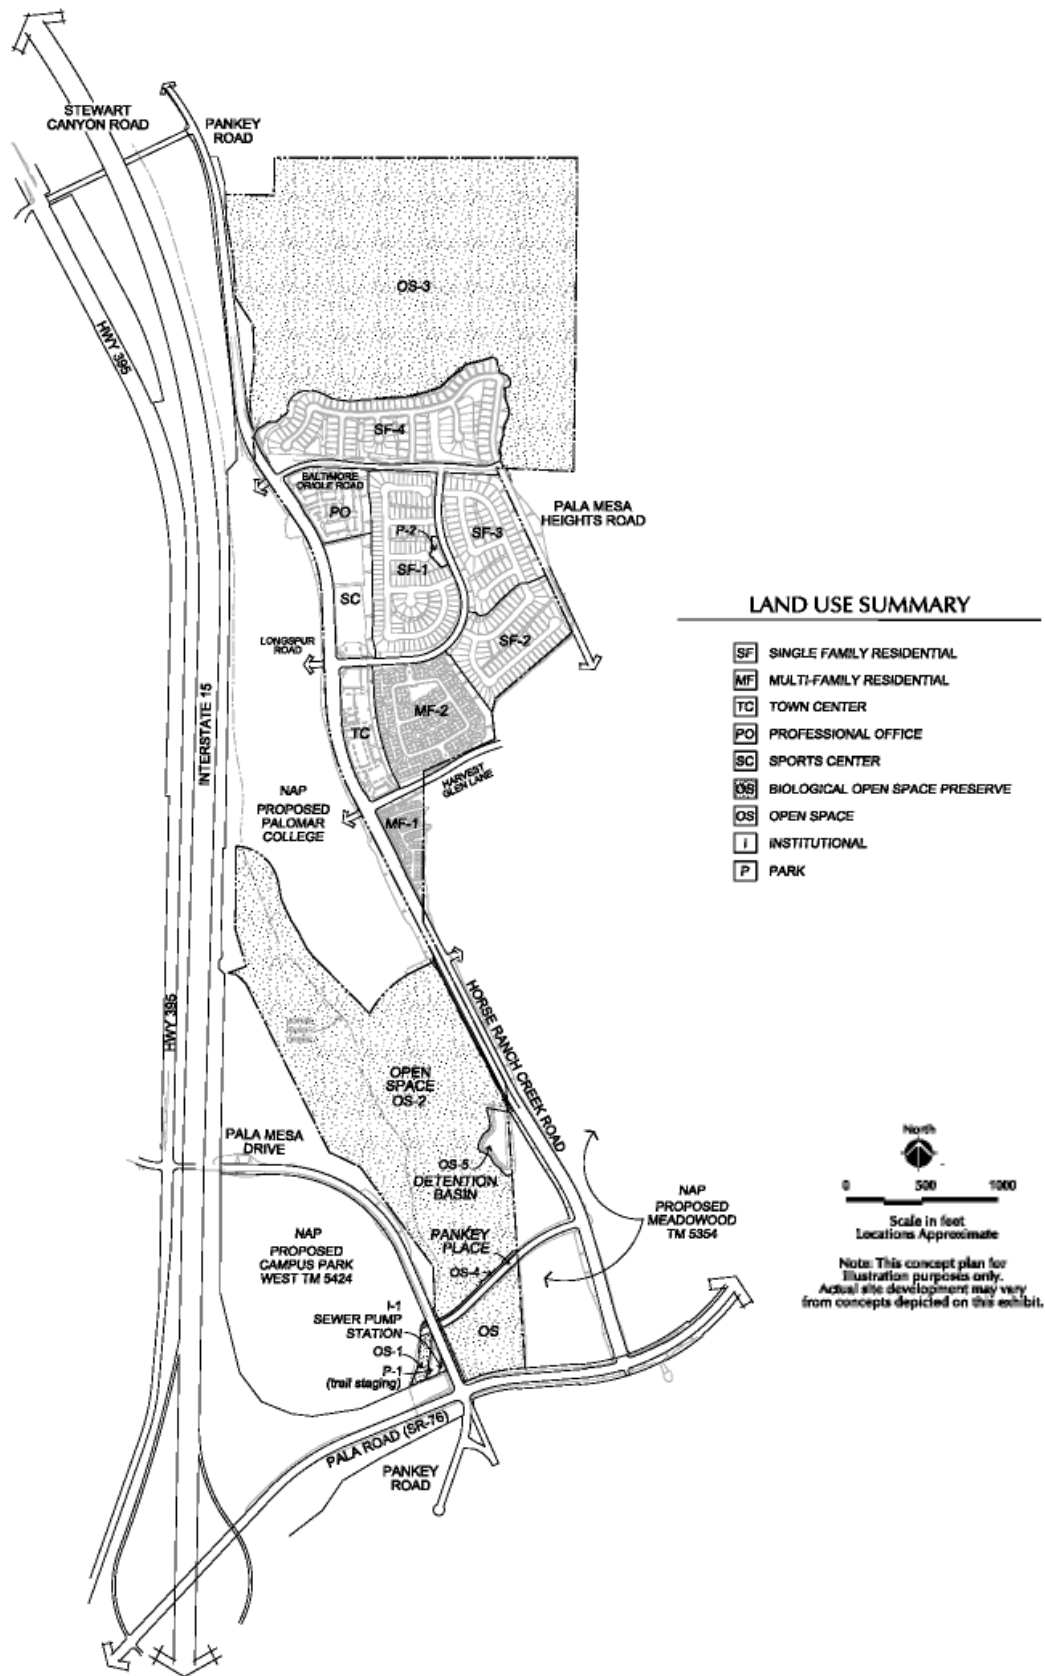 STEWART
CANYON ROAD
PANKEY
ROAD
OS-3
HWY 395
SF-4
BALTIMORE
ORIOLE ROAD
PO
PALA MESA
HEIGHTS ROAD
P-2
SF-3
SF-1
SC
LONGSPUR
ROAD
SF-2
INTERSTATE 15
MF-2
TC
HARVEST
GLEN LANE
NAP
PROPOSED
PALOMAR
COLLEGE
MF-1
LAND USE SUMMARY
SF SINGLE FAMILY RESIDENTIAL
MF MULTI-FAMILY RESIDENTIAL
TC TOWN CENTER
PO PROFESSIONAL OFFICE
SC SPORTS CENTER
OS BIOLOGICAL OPEN SPACE PRESERVE
OS OPEN SPACE
I INSTITUTIONAL
P PARK
HWY 395
HORSE RANCH CREEK ROAD
OPEN
SPACE
OS-2
PALA MESA
DRIVE
OS-5
DETENTION
BASIN
NAP
PROPOSED
MEADOWOOD
TM 5354
NAP
PROPOSED
CAMPUS PARK
WEST TM 5424
PANKEY
PLACE
OS-4
I-1
SEWER PUMP
STATION
OS-1
P-1
(trail staging)
OS
PALA ROAD (SR-76)
PANKEY
ROAD
North
0 500 1000
Scale in feet
Locations Approximate
Note: This concept plan for
illustration purposes only.
Actual site development may vary
from concepts depicted on this exhibit.